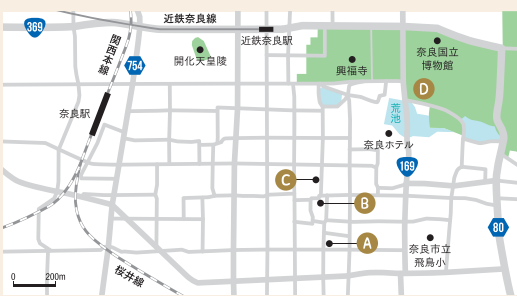 近鉄奈良線
369
近鉄奈良駅
関西本線
開化天皇陵
754
興福寺
奈良国立
博物館
D
奈良駅
荒池
奈良ホテル
169
C
B
A
80
奈良市立
飛鳥小
桜井線
0
200m